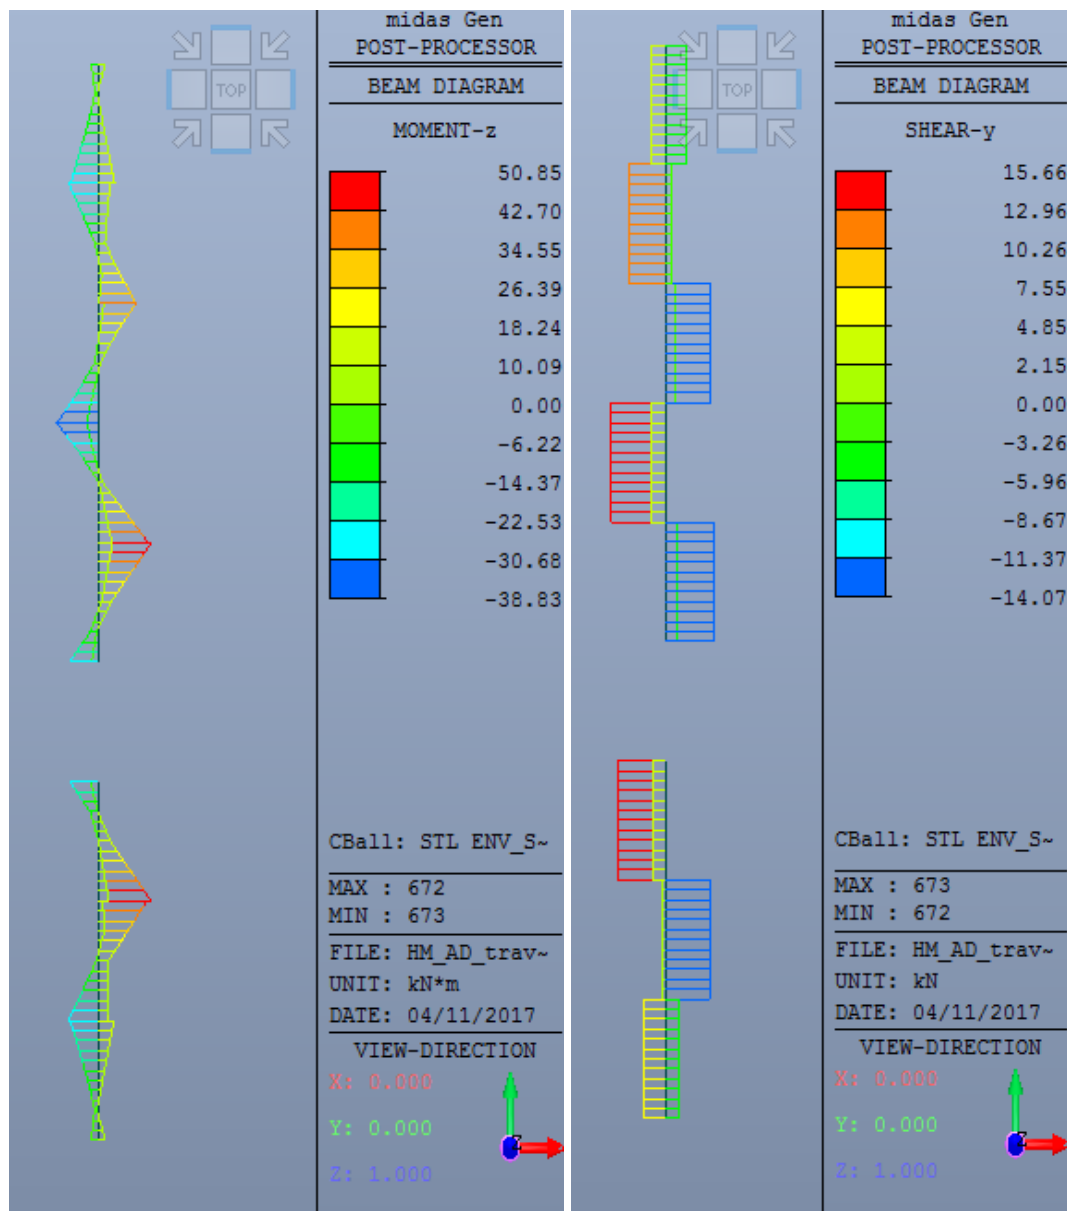 midas Gen
POST-PROCESSOR
BEAM DIAGRAM
MOMENT-z
50.85
42.70
34.55
26.39
18.24
10.09
0.00
-6.22
-14.37
-22.53
-30.68
-38.83
CBall: STL ENV_S~
MAX : 672
MIN : 673
FILE: HM_AD_trav~
UNIT: kN*m
DATE: 04/11/2017
VIEW-DIRECTION
X: 0.000
Y: 0.000
Z: 1.000
TOP
midas Gen
POST-PROCESSOR
BEAM DIAGRAM
SHEAR-y
15.66
12.96
10.26
7.55
4.85
2.15
0.00
-3.26
-5.96
-8.67
-11.37
-14.07
CBall: STL ENV_S~
MAX : 673
MIN : 672
FILE: HM_AD_trav~
UNIT: kN
DATE: 04/11/2017
VIEW-DIRECTION
X: 0.000
Y: 0.000
Z: 1.000
TOP